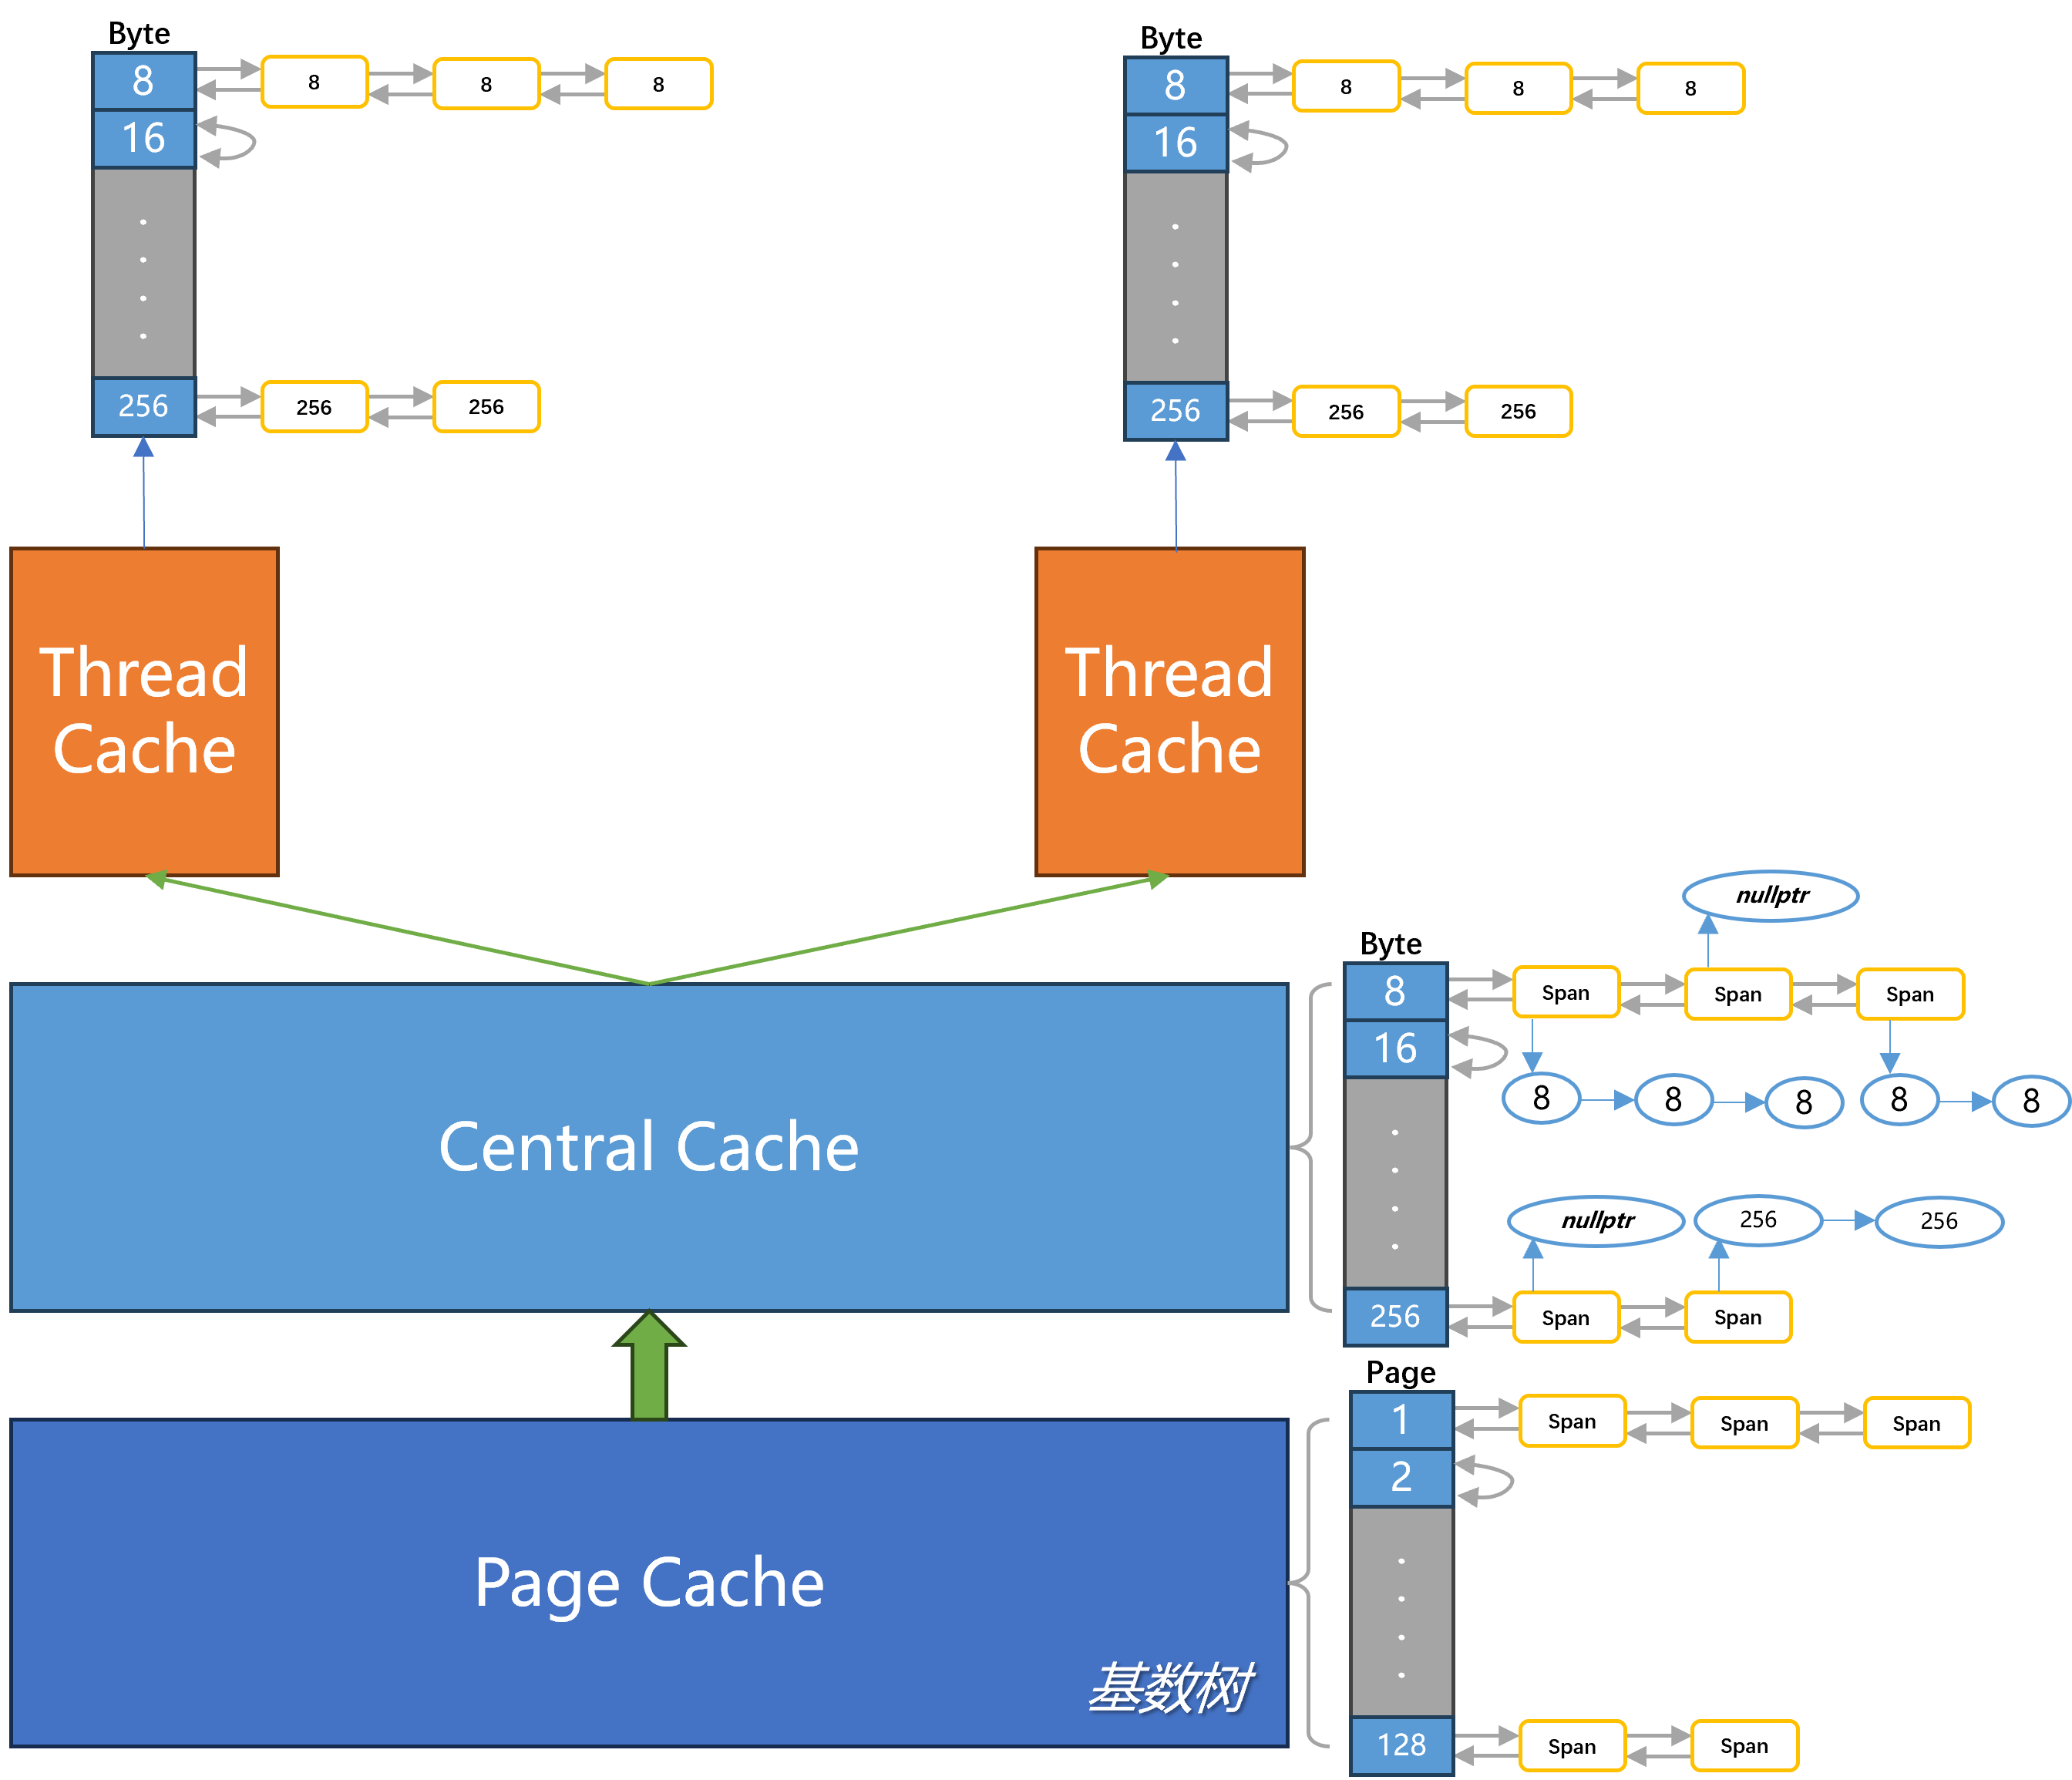 Byte
8
8
8
8
16
.
.
.
.
256
256
256
Byte
8
8
8
8
16
.
.
.
.
256
256
256
Thread
Cache
Thread
Cache
Central Cache
Byte
nullptr
8
Span
Span
Span
16
8
8
8
8
8
.
.
.
.
nullptr
256
256
256
Span
Span
Page Cache
基数树
Page
1
Span
Span
Span
2
.
.
.
.
128
Span
Span